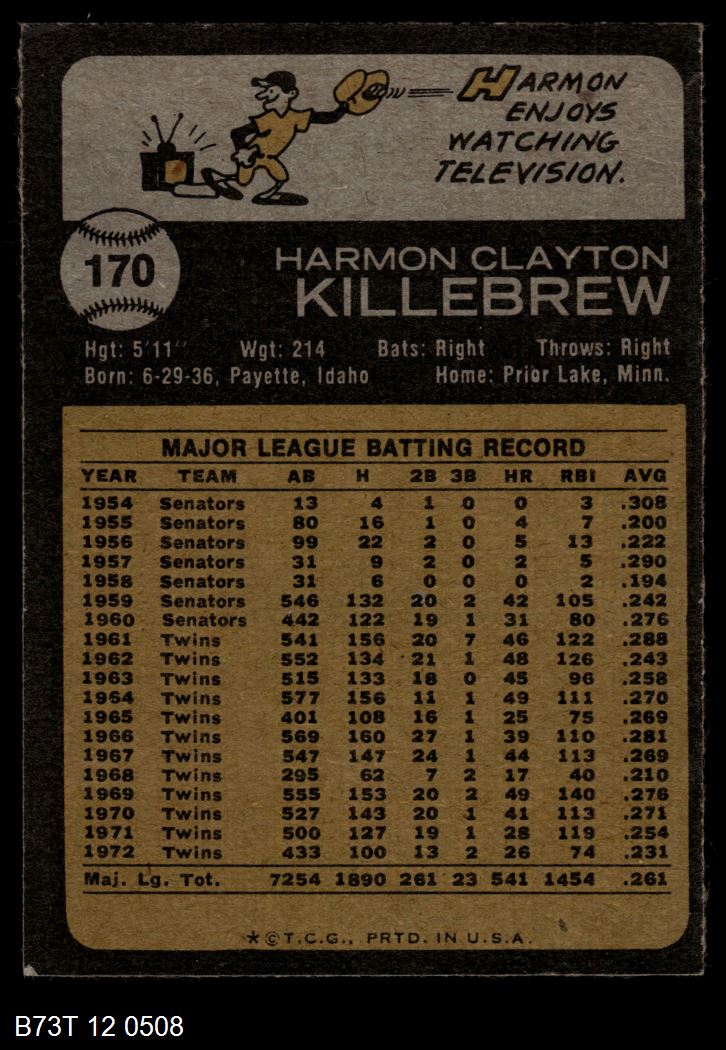 HARMON
ENJOYS
WATCHING
TELEVISION.
170
HARMON CLAYTON
KILLEBREW
Hgt: 5'11" Wgt: 214 Bats: Right Throws: Right
Born: 6-29-36, Payette, Idaho Home: Prior Lake, Minn.
MAJOR LEAGUE BATTING RECORD
YEAR TEAM AB H 2B 3B HR RBI AVG
1954 Senators 13 4 1 0 0 3 .308
1955 Senators 80 16 1 0 4 7 .200
1956 Senators 99 22 2 0 5 13 .222
1957 Senators 31 9 2 0 2 5 .290
1958 Senators 31 6 0 0 0 2 .194
1959 Senators 546 132 20 2 42 105 .242
1960 Senators 442 122 19 1 31 80 .276
1961 Twins 541 156 20 7 46 122 .288
1962 Twins 552 134 21 1 48 126 .243
1963 Twins 515 133 18 0 45 96 .258
1964 Twins 577 156 11 1 49 111 .270
1965 Twins 401 108 16 1 25 75 .269
1966 Twins 569 160 27 1 39 110 .281
1967 Twins 547 147 24 1 44 113 .269
1968 Twins 295 62 7 2 17 40 .210
1969 Twins 555 153 20 2 49 140 .276
1970 Twins 527 143 20 1 41 113 .271
1971 Twins 500 127 19 1 28 119 .254
1972 Twins 433 100 13 2 26 74 .231
Maj. Lg. Tot. 7254 1890 261 23 541 1454 .261
*©T.C.G., PRTD. IN U.S.A.
B73T 12 0508